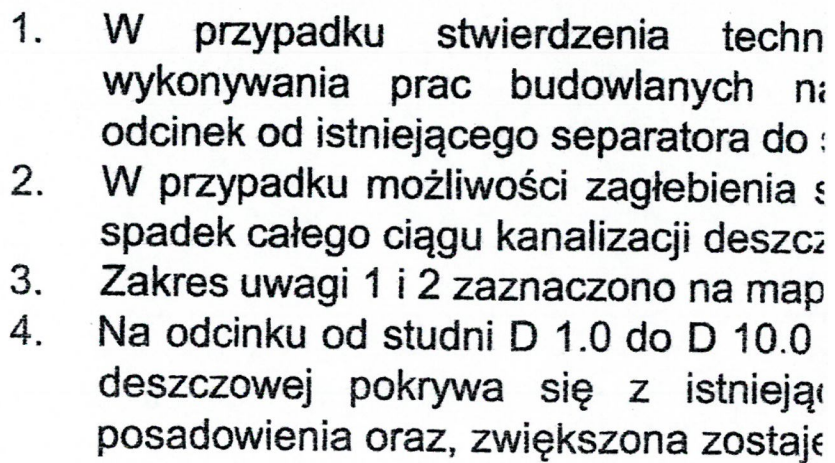 1. W przypadku stwierdzenia techn
wykonywania prac budowlanych na
odcinek od istniejącego separatora do
2. W przypadku możliwości zagłebienia s
spadek całego ciągu kanalizacji deszcz
3. Zakres uwagi 1 i 2 zaznaczono na map
4. Na odcinku od studni D 1.0 do D 10.0
deszczowej pokrywa się z istnieją
posadowienia oraz, zwiększona zostaje